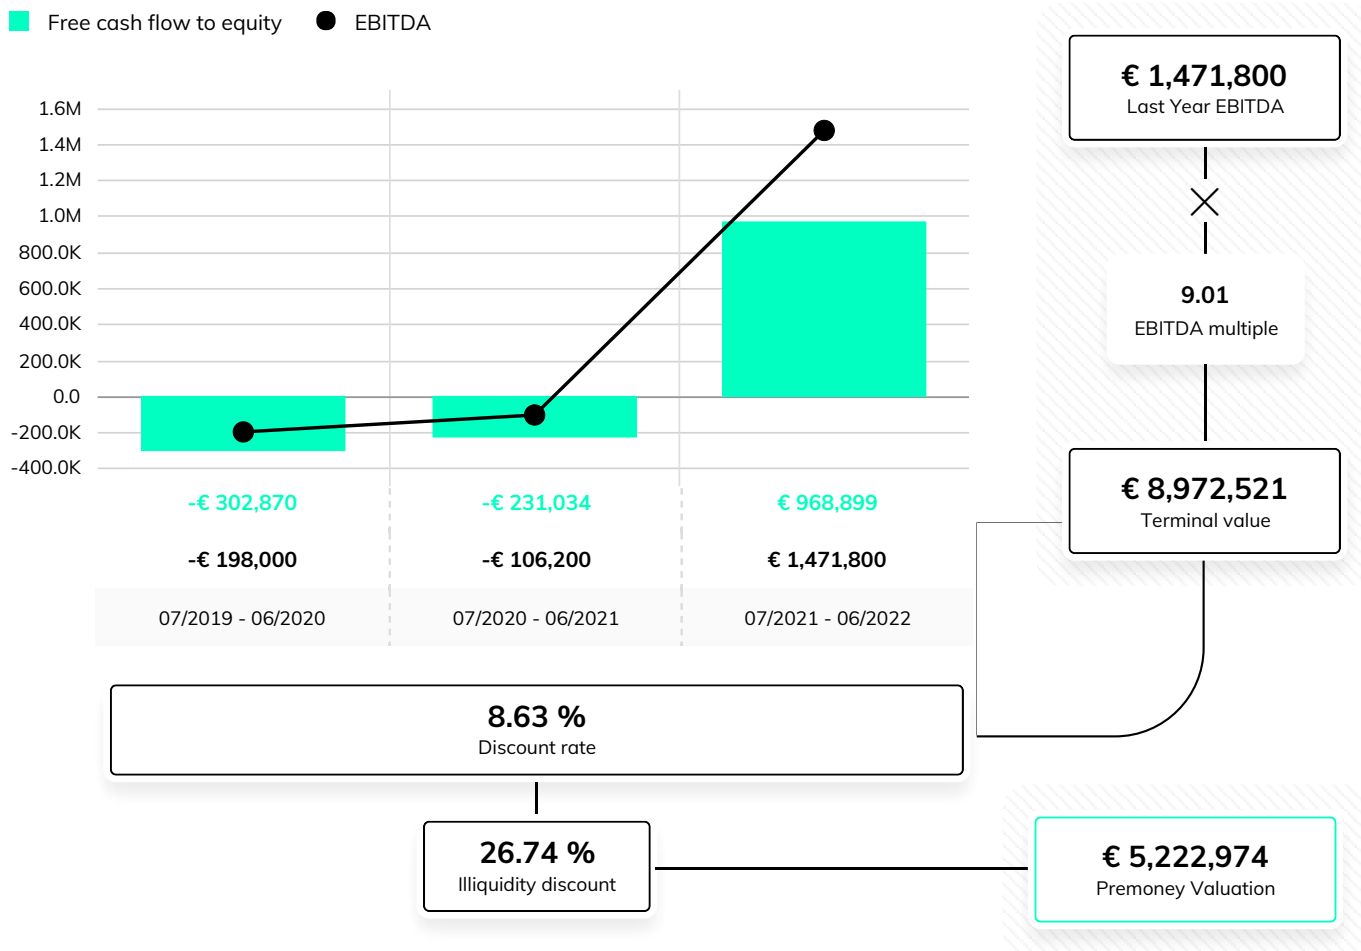 Free cash flow to equity EBITDA
1.6M
1.4M
1.2M
1.0M
800.0K
600.0K
400.0K
200.0K
0.0
-200.0K
-400.0K
-€ 302,870 -€ 231,034 € 968,899
-€ 198,000 -€ 106,200 € 1,471,800
07/2019 - 06/2020 07/2020 - 06/2021 07/2021 - 06/2022
€ 1,471,800
Last Year EBITDA
9.01
EBITDA multiple
€ 8,972,521
Terminal value
8.63 %
Discount rate
26.74 %
Illiquidity discount
€ 5,222,974
Premoney Valuation